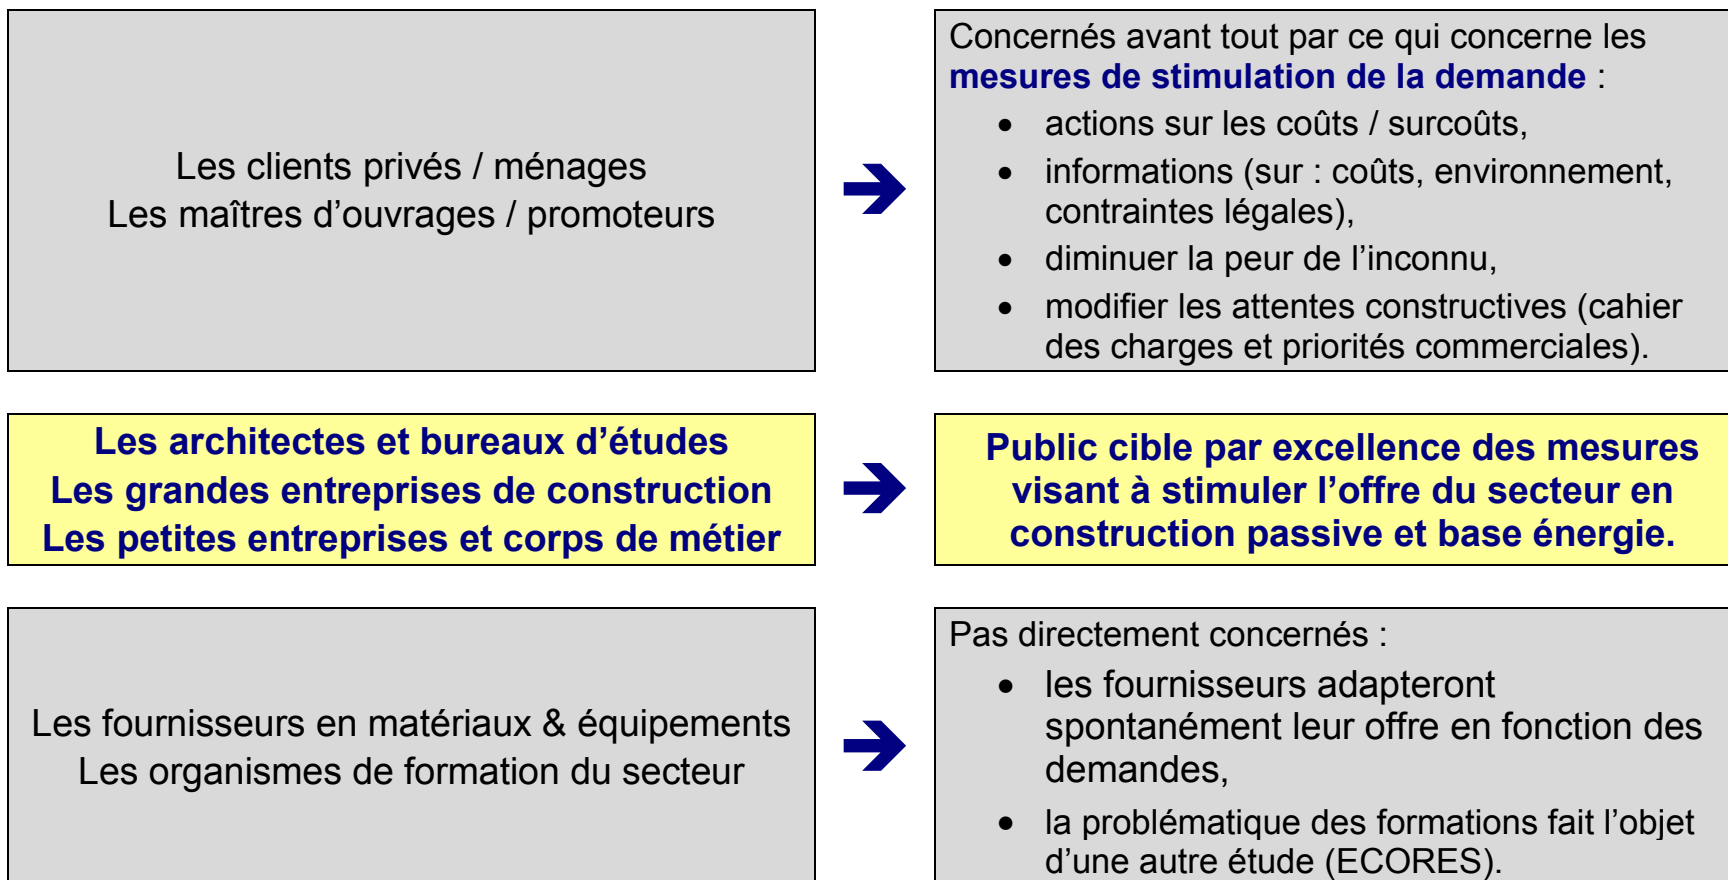 Les clients privés / ménages
Les maîtres d’ouvrages / promoteurs
Concernés avant tout par ce qui concerne les
mesures de stimulation de la demande :
• actions sur les coûts / surcoûts,
• informations (sur : coûts, environnement,
contraintes légales),
• diminuer la peur de l’inconnu,
• modifier les attentes constructives (cahier
des charges et priorités commerciales).
Les architectes et bureaux d’études
Les grandes entreprises de construction
Les petites entreprises et corps de métier
Public cible par excellence des mesures
visant à stimuler l’offre du secteur en
construction passive et base énergie.
Les fournisseurs en matériaux & équipements
Les organismes de formation du secteur
Pas directement concernés :
• les fournisseurs adapteront
spontanément leur offre en fonction des
demandes,
• la problématique des formations fait l’objet
d’une autre étude (ECORES).